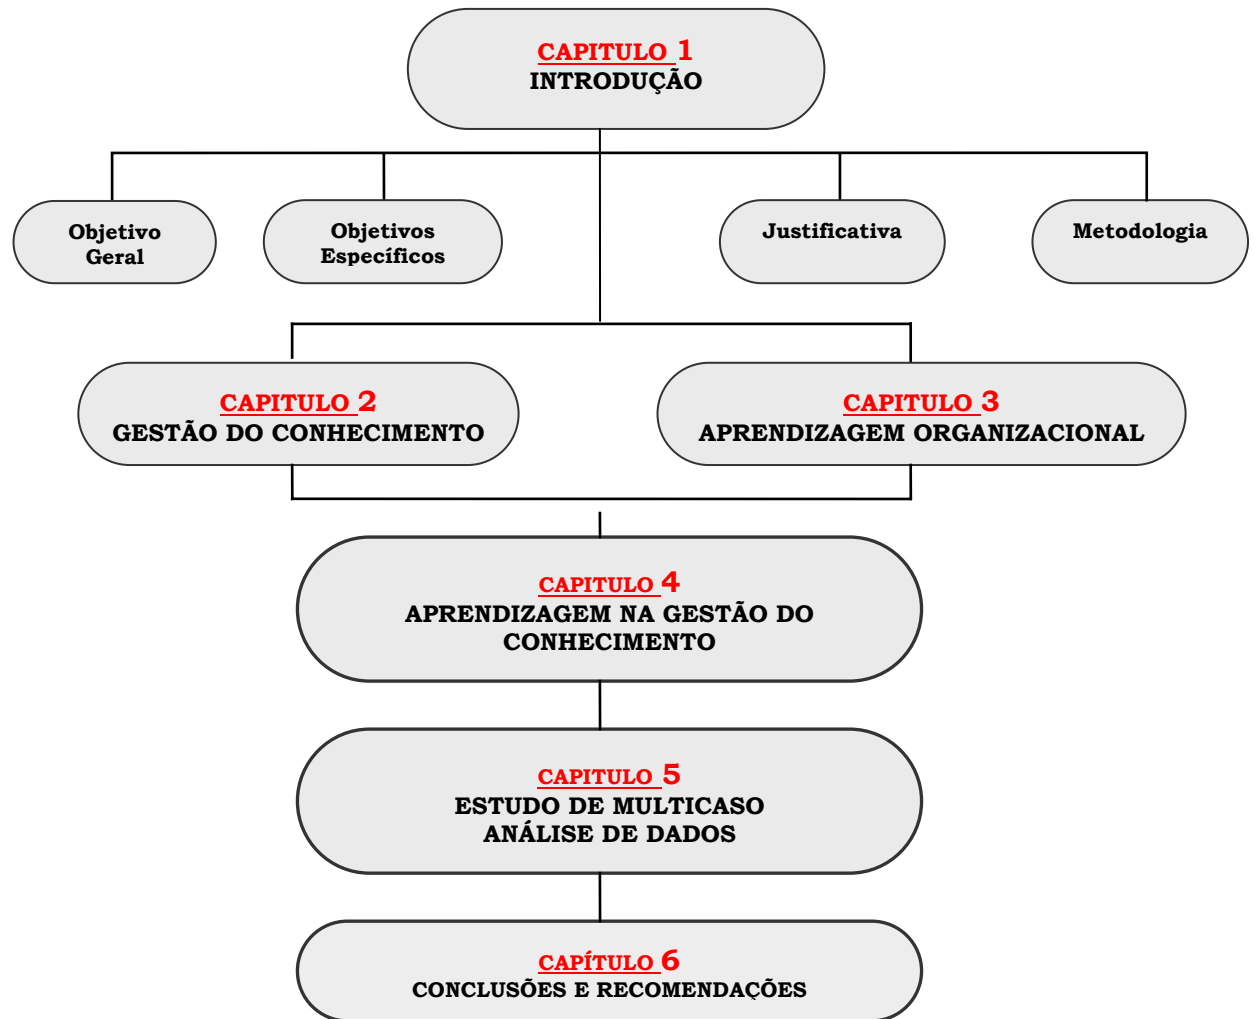 CAPITULO 1
INTRODUÇÃO
Objetivo
Geral
Objetivos
Específicos
Justificativa
Metodologia
CAPITULO 2
GESTÃO DO CONHECIMENTO
CAPITULO 3
APRENDIZAGEM ORGANIZACIONAL
CAPITULO 4
APRENDIZAGEM NA GESTÃO DO
CONHECIMENTO
CAPITULO 5
ESTUDO DE MULTICASO
ANÁLISE DE DADOS
CAPÍTULO 6
CONCLUSÕES E RECOMENDAÇÕES